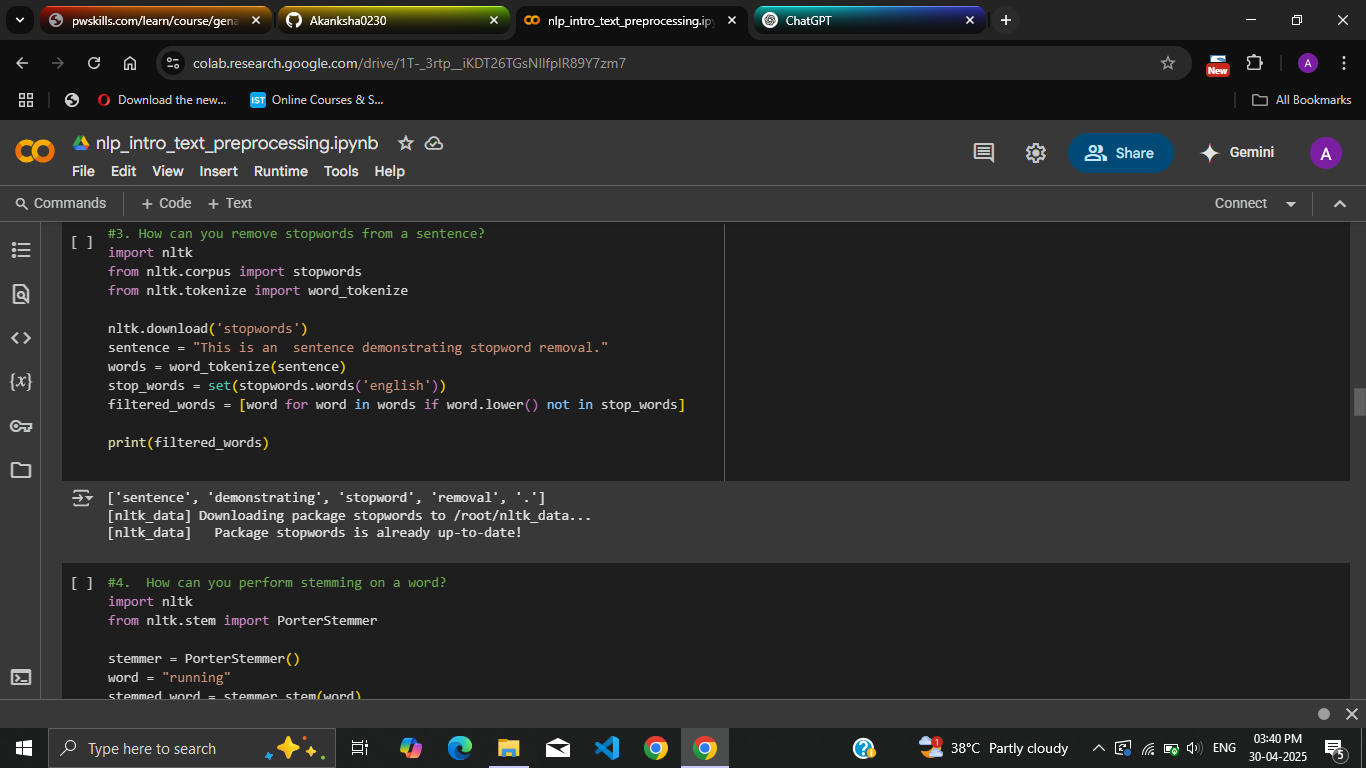 pwskills.com/learn/course/gena
Akanksha0230
nlp_intro_text_preprocessing.ip
ChatGPT
colab.research.google.com/drive/1T-_3rtp__iKDT26TGsNIlfpIR89Y7zm7
New
A
Download the new...
IST
Online Courses & S...
All Bookmarks
nlp_intro_text_preprocessing.ipynb
File Edit View Insert Runtime Tools Help
Share
Gemini
A
Commands + Code + Text
Connect
[ ] #3. How can you remove stopwords from a sentence?
import nltk
from nltk.corpus import stopwords
from nltk.tokenize import word_tokenize
nltk.download('stopwords')
sentence = "This is an  sentence demonstrating stopword removal."
words = word_tokenize(sentence)
stop_words = set(stopwords.words('english'))
filtered_words = [word for word in words if word.lower() not in stop_words]
print(filtered_words)
['sentence', 'demonstrating', 'stopword', 'removal', '.']
[nltk_data] Downloading package stopwords to /root/nltk_data...
[nltk_data]   Package stopwords is already up-to-date!
[ ] #4.  How can you perform stemming on a word?
import nltk
from nltk.stem import PorterStemmer
stemmer = PorterStemmer()
word = "running"
stemmed_word = stemmer.stem(word)
{x}
Type here to search
1
38°C Partly cloudy
ENG
03:40 PM
30-04-2025
5